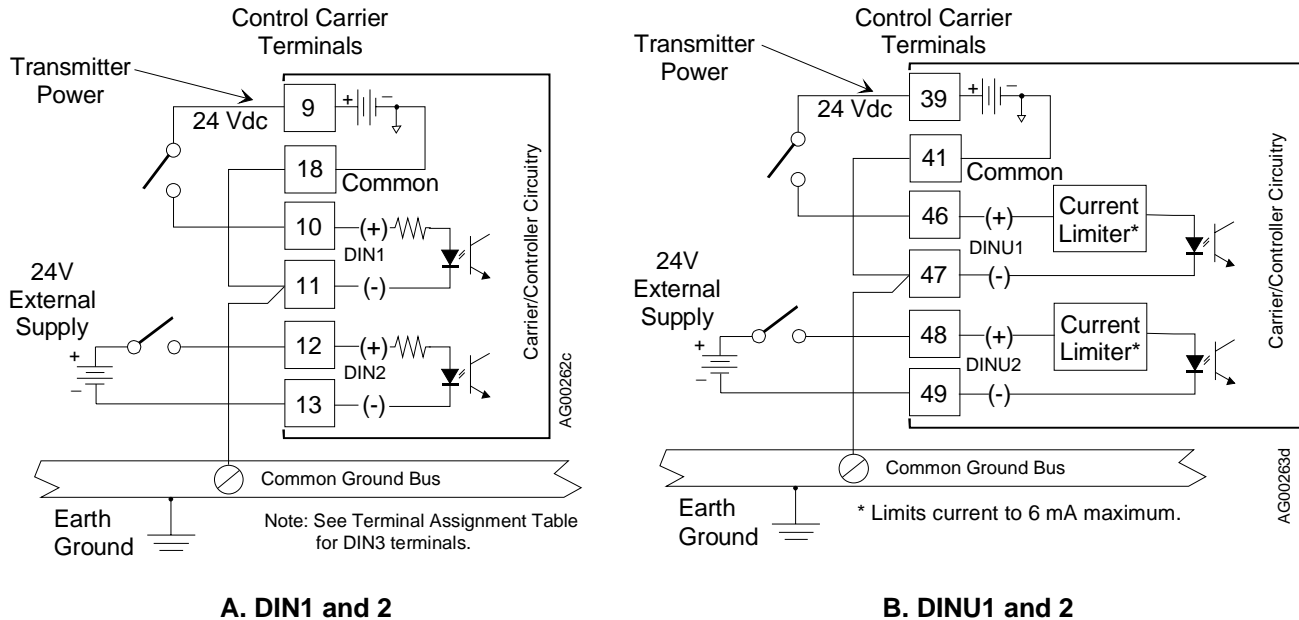 Control Carrier
Terminals
Transmitter
Power
24 Vdc
9
+
–
18
Common
10
(+)
DIN1
11
(-)
24V
External
Supply
+
–
12
(+)
DIN2
13
(-)
Carrier/Controller Circuitry
AG00262c
Common Ground Bus
Earth
Ground
Note: See Terminal Assignment Table
for DIN3 terminals.
A. DIN1 and 2
Control Carrier
Terminals
Transmitter
Power
24 Vdc
39
+
–
41
Common
46
(+)
DINU1
Current
Limiter*
47
(-)
24V
External
Supply
+
–
48
(+)
DINU2
Current
Limiter*
49
(-)
Carrier/Controller Circuitry
AG00263d
Common Ground Bus
Earth
Ground
* Limits current to 6 mA maximum.
B. DINU1 and 2